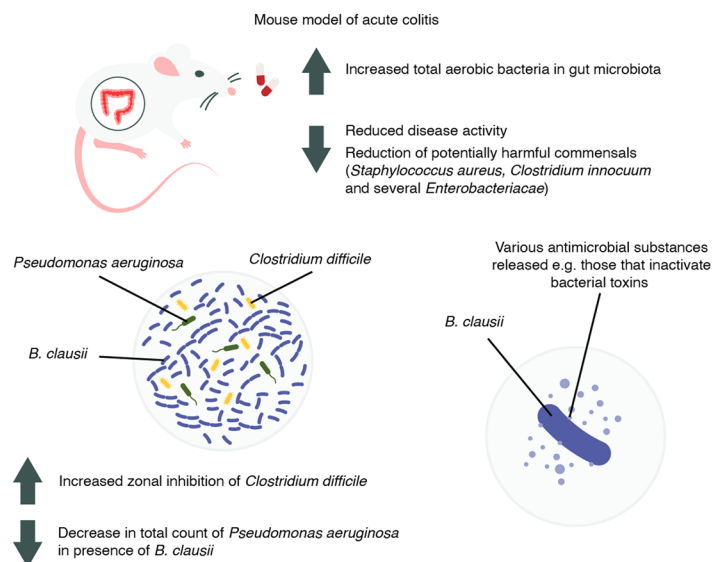 Mouse model of acute colitis
Increased total aerobic bacteria in gut microbiota
Reduced disease activity
Reduction of potentially harmful commensals
(Staphylococcus aureus, Clostridium innocuum
and several Enterobacteriacae)
Pseudomonas aeruginosa
Clostridium difficile
B. clausii
Various antimicrobial substances
released e.g. those that inactivate
bacterial toxins
B. clausii
Increased zonal inhibition of Clostridium difficile
Decrease in total count of Pseudomonas aeruginosa
in presence of B. clausii